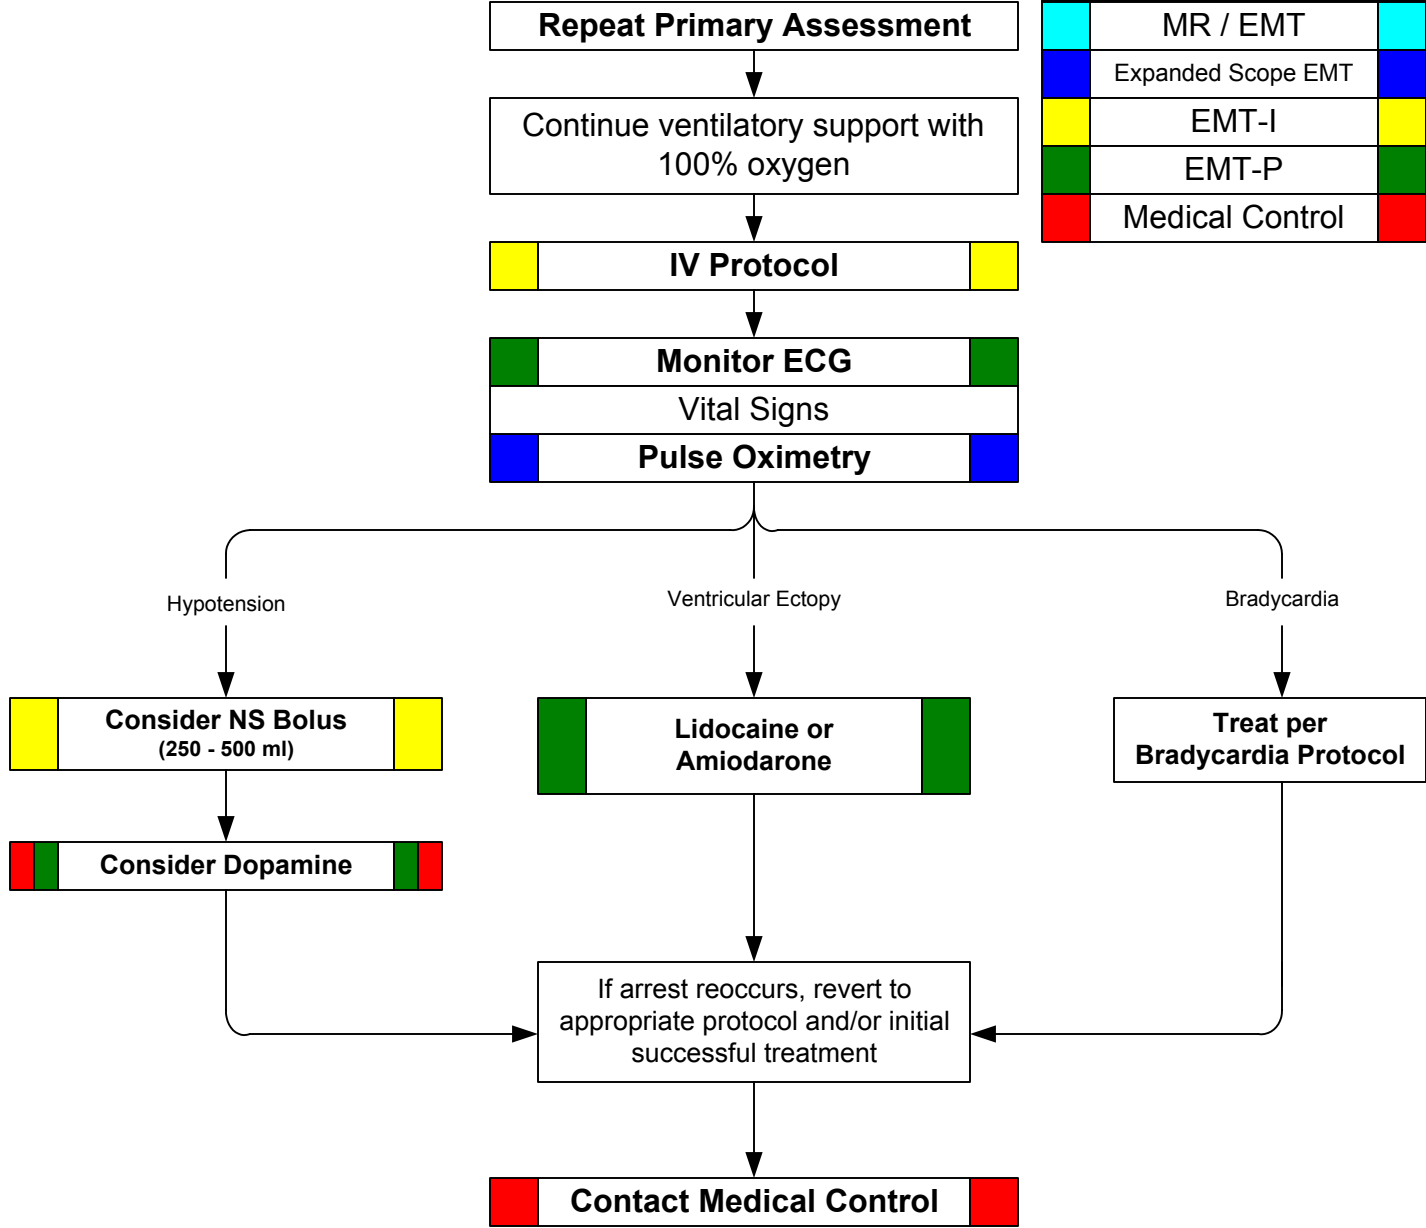 Repeat Primary Assessment
MR / EMT
Expanded Scope EMT
EMT-I
EMT-P
Medical Control
Continue ventilatory support with
100% oxygen
IV Protocol
Monitor ECG
Vital Signs
Pulse Oximetry
Hypotension
Ventricular Ectopy
Bradycardia
Consider NS Bolus
(250 - 500 ml)
Lidocaine or
Amiodarone
Treat per
Bradycardia Protocol
Consider Dopamine
If arrest reoccurs, revert to
appropriate protocol and/or initial
successful treatment
Contact Medical Control